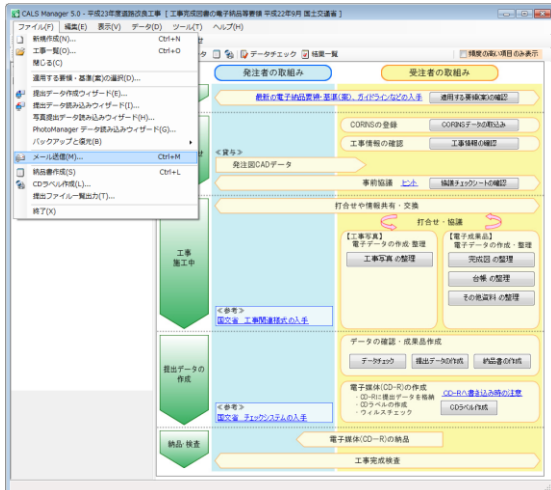 CALS Manager 5.0 - 平成23年度道路改良工事 [ 工事完成図書の電子納品等要領 平成22年9月 国土交通省 ]
ファイル(F) 編集(E) 表示(V) データ(D) ツール(T) ヘルプ(H)
新規作成(N)... Ctrl+N
工事一覧(O)... Ctrl+O
閉じる(C)
適用する要領・基準(案)の選択(D)...
提出データ作成ウィザード(E)...
提出データ読み込みウィザード(I)...
写真提出データ読み込みウィザード(H)...
PhotoManager データ読み込みウィザード(G)...
バックアップと復元(B)
メール送信(M)... Ctrl+M
納品書作成(S) Ctrl+L
CDラベル作成(L)...
提出ファイル一覧出力(T)...
終了(X)
データチェック 結果一覧 頻度の高い項目のみ表示
発注者の取組み 受注者の取組み
最新の電子納品要領・基準(案)、ガイドラインなどの入手 適用する要領(案)の確認
CORINSの登録 CORINSデータの取込み
工事情報の確認 工事情報の確認
<貸与>
発注図CADデータ
事前協議 ヒント 協議チェックシートの確認
打合せや情報共有・交換
打合せ・協議
工事
施工中
【工事写真】
電子データの作成・整理
工事写真 の整理
【電子成果品】
電子データの作成・整理
完成図 の整理
台帳 の整理
その他資料 の整理
<参考>
国交省 工事関連様式の入手
提出データの
作成
データの確認・成果品作成
データチェック 提出データの作成 納品書の作成
電子媒体(CD-R)の作成
・CD-Rに提出データを格納
・CDラベルの作成
・ウィルスチェック
CD-Rへ書き込み時の注意
CDラベル作成
<参考>
国交省 チェックシステムの入手
納品・検査
電子媒体(CD-R)の納品
工事完成検査